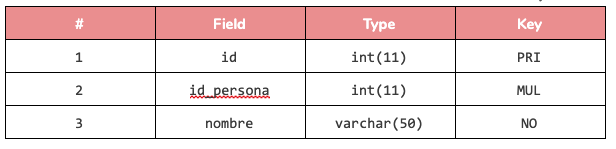 # Field Type Key
1 id int(11) PRI
2 id_persona int(11) MUL
3 nombre varchar(50) NO